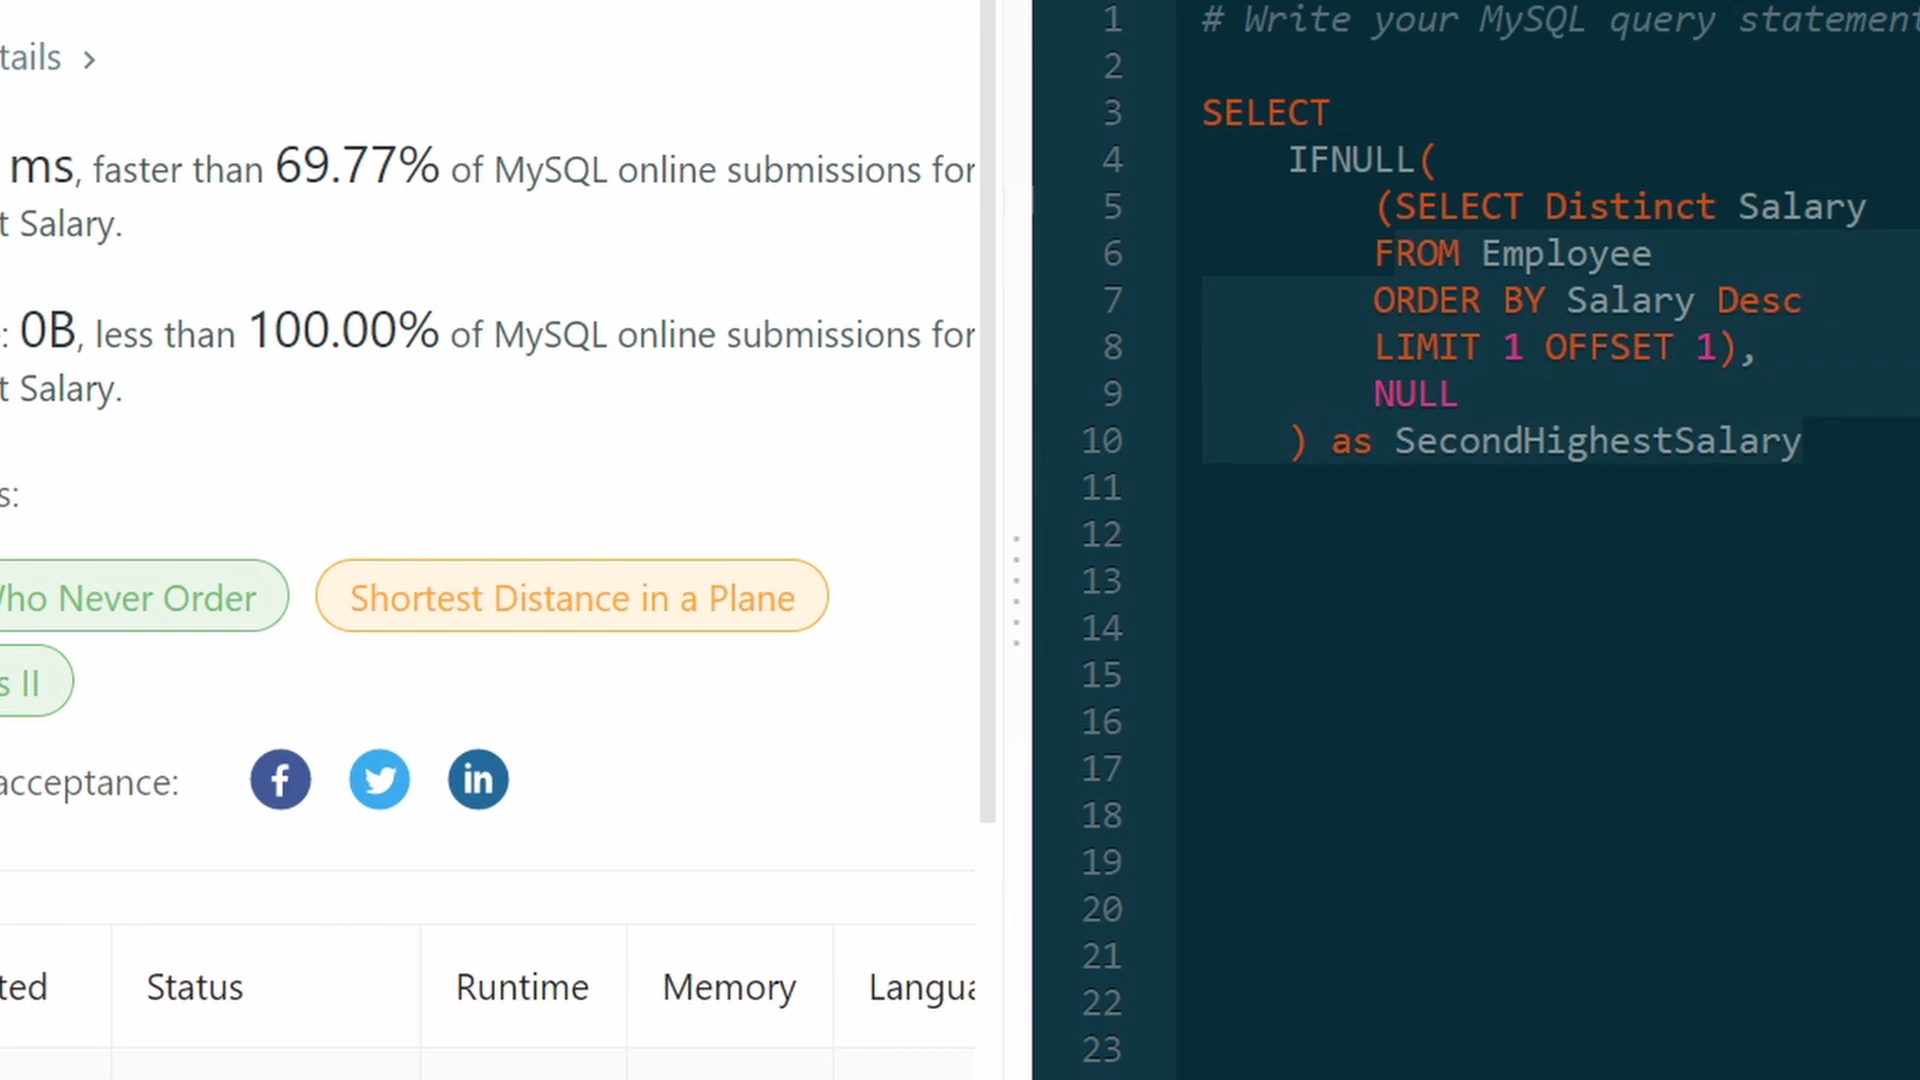 tails
ms, faster than 69.77% of MySQL online submissions for
t Salary.
: 0B, less than 100.00% of MySQL online submissions for
t Salary.
s:
Who Never Order
Shortest Distance in a Plane
s II
acceptance:
ted
Status
Runtime
Memory
Langua
1 # Write your MySQL query statement
2
3 SELECT
4 IFNULL(
5 (SELECT Distinct Salary
6 FROM Employee
7 ORDER BY Salary Desc
8 LIMIT 1 OFFSET 1),
9 NULL
10 ) as SecondHighestSalary
11
12
13
14
15
16
17
18
19
20
21
22
23